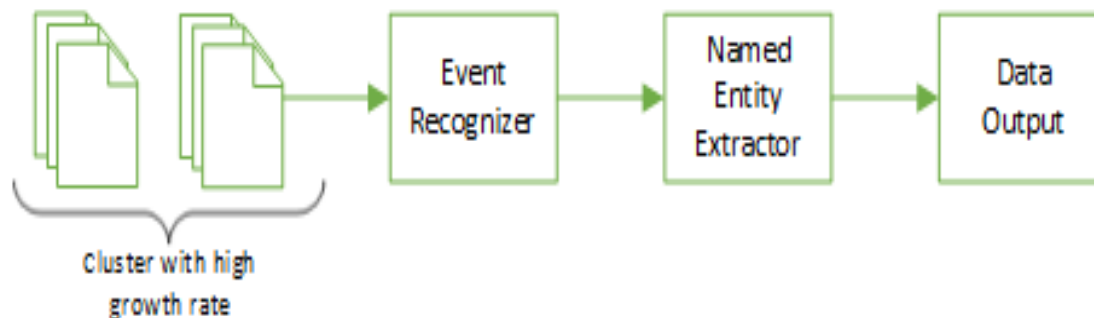 Event
Recognizer
Named
Entity
Extractor
Data
Output
Cluster with high
growth rate